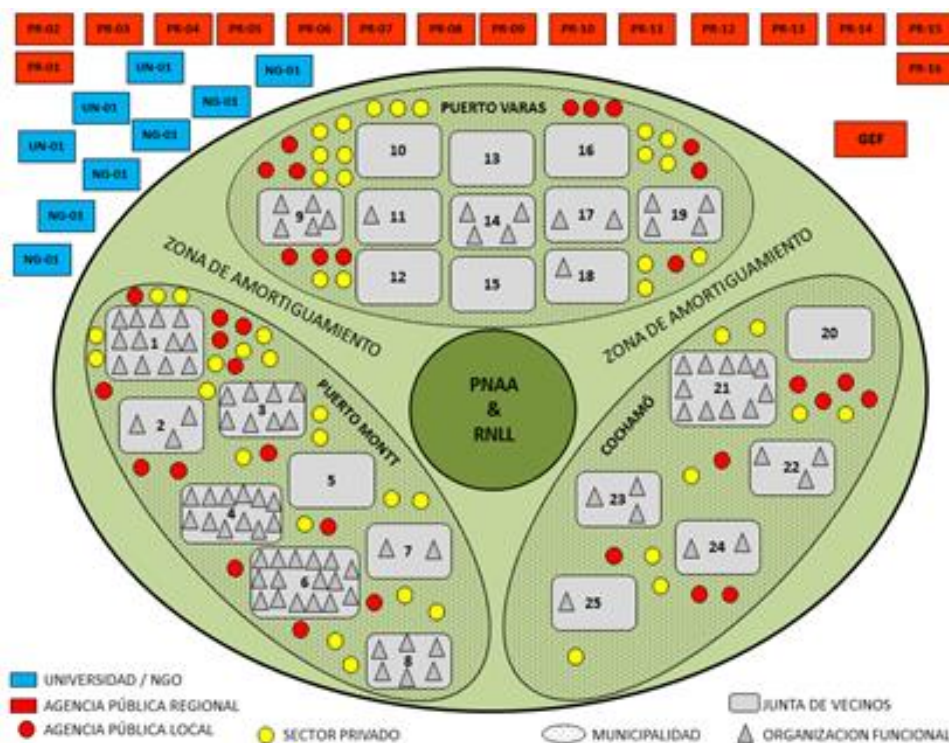 PR-02 PR-03 PR-04 PR-05 PR-06 PR-07 PR-08 PR-09 PR-10 PR-11 PR-12 PR-13 PR-14 PR-15
PR-01 UN-01 NG-01 PR-16
UN-01 NG-01
UN-01 NG-01 GEF
NG-01
NG-01
NG-01
PUERTO VARAS
10 13 16
9 11 14 17 19
12 15 18
ZONA DE AMORTIGUAMIENTO
ZONA DE AMORTIGUAMIENTO
PNAA
&
RNLL
PUERTO MONTT
1
2 3
4 5
6 7
8
COCHAMÓ
20
21
22
23
24
25
UNIVERSIDAD / NGO
AGENCIA PÚBLICA REGIONAL
AGENCIA PÚBLICA LOCAL
SECTOR PRIVADO
MUNICIPALIDAD
JUNTA DE VECINOS
ORGANIZACION FUNCIONAL